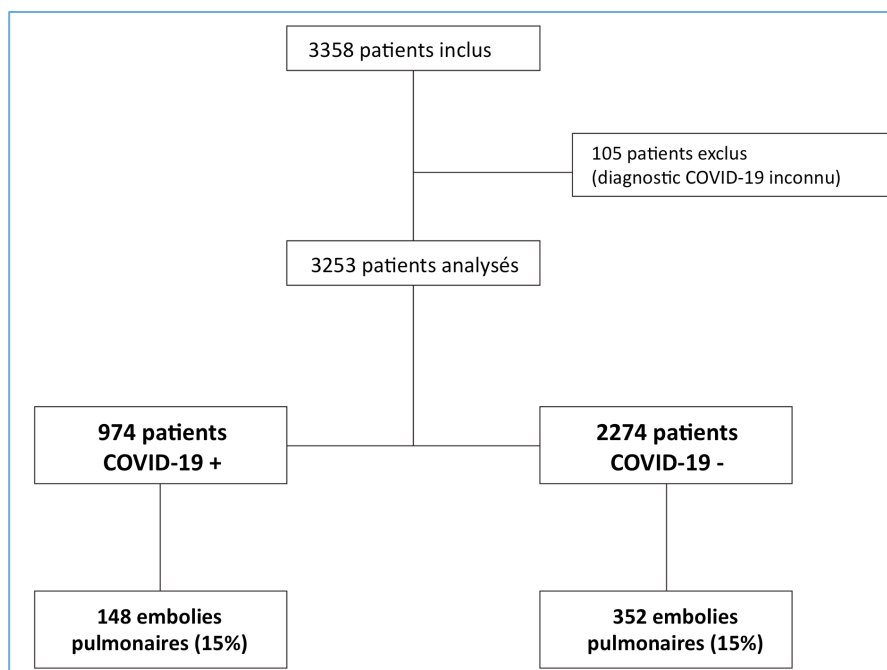 3358 patients inclus
105 patients exclus
(diagnostic COVID-19 inconnu)
3253 patients analysés
974 patients
COVID-19 +
2274 patients
COVID-19 -
148 embolies
pulmonaires (15%)
352 embolies
pulmonaires (15%)